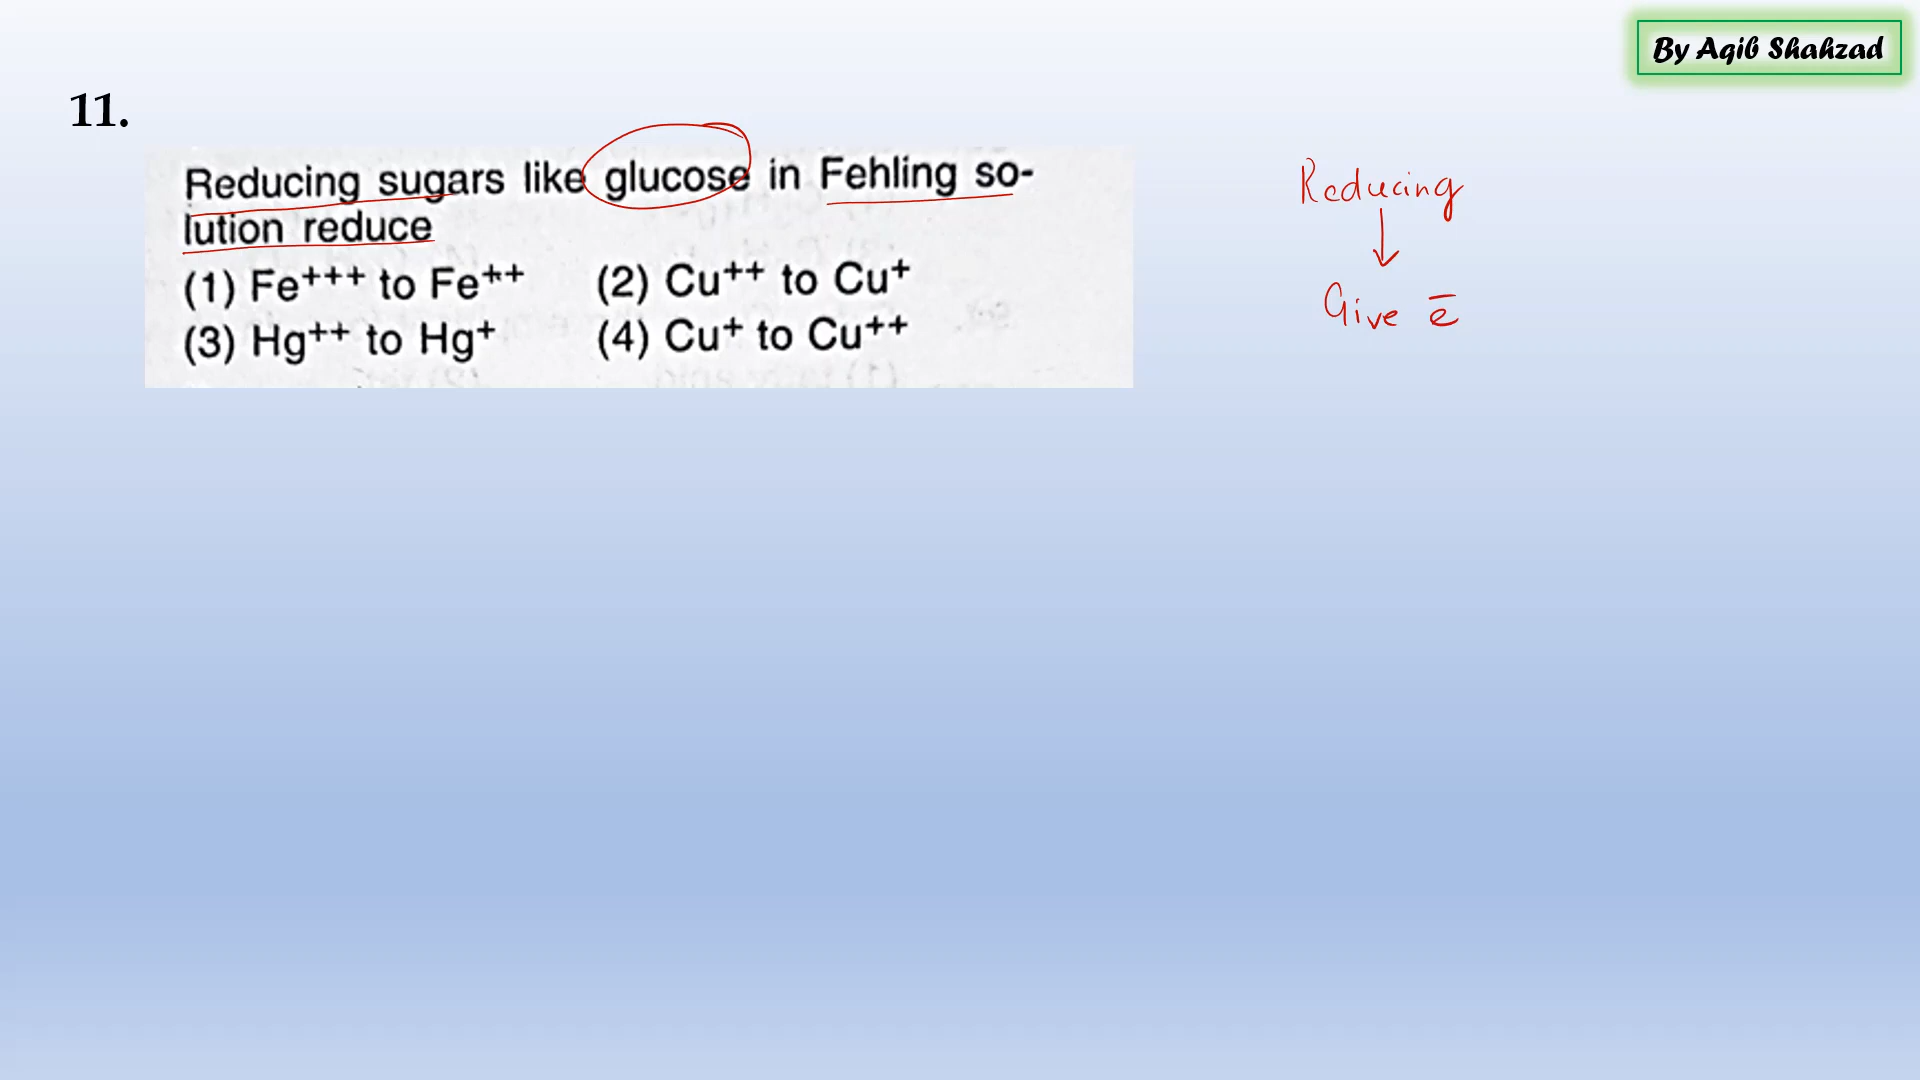 By Aqib Shahzad
11.
Reducing sugars like glucose in Fehling so-
lution reduce
(1) Fe+++ to Fe++ (2) Cu++ to Cu+
(3) Hg++ to Hg+ (4) Cu+ to Cu++
Reducing
↓
Give e̅